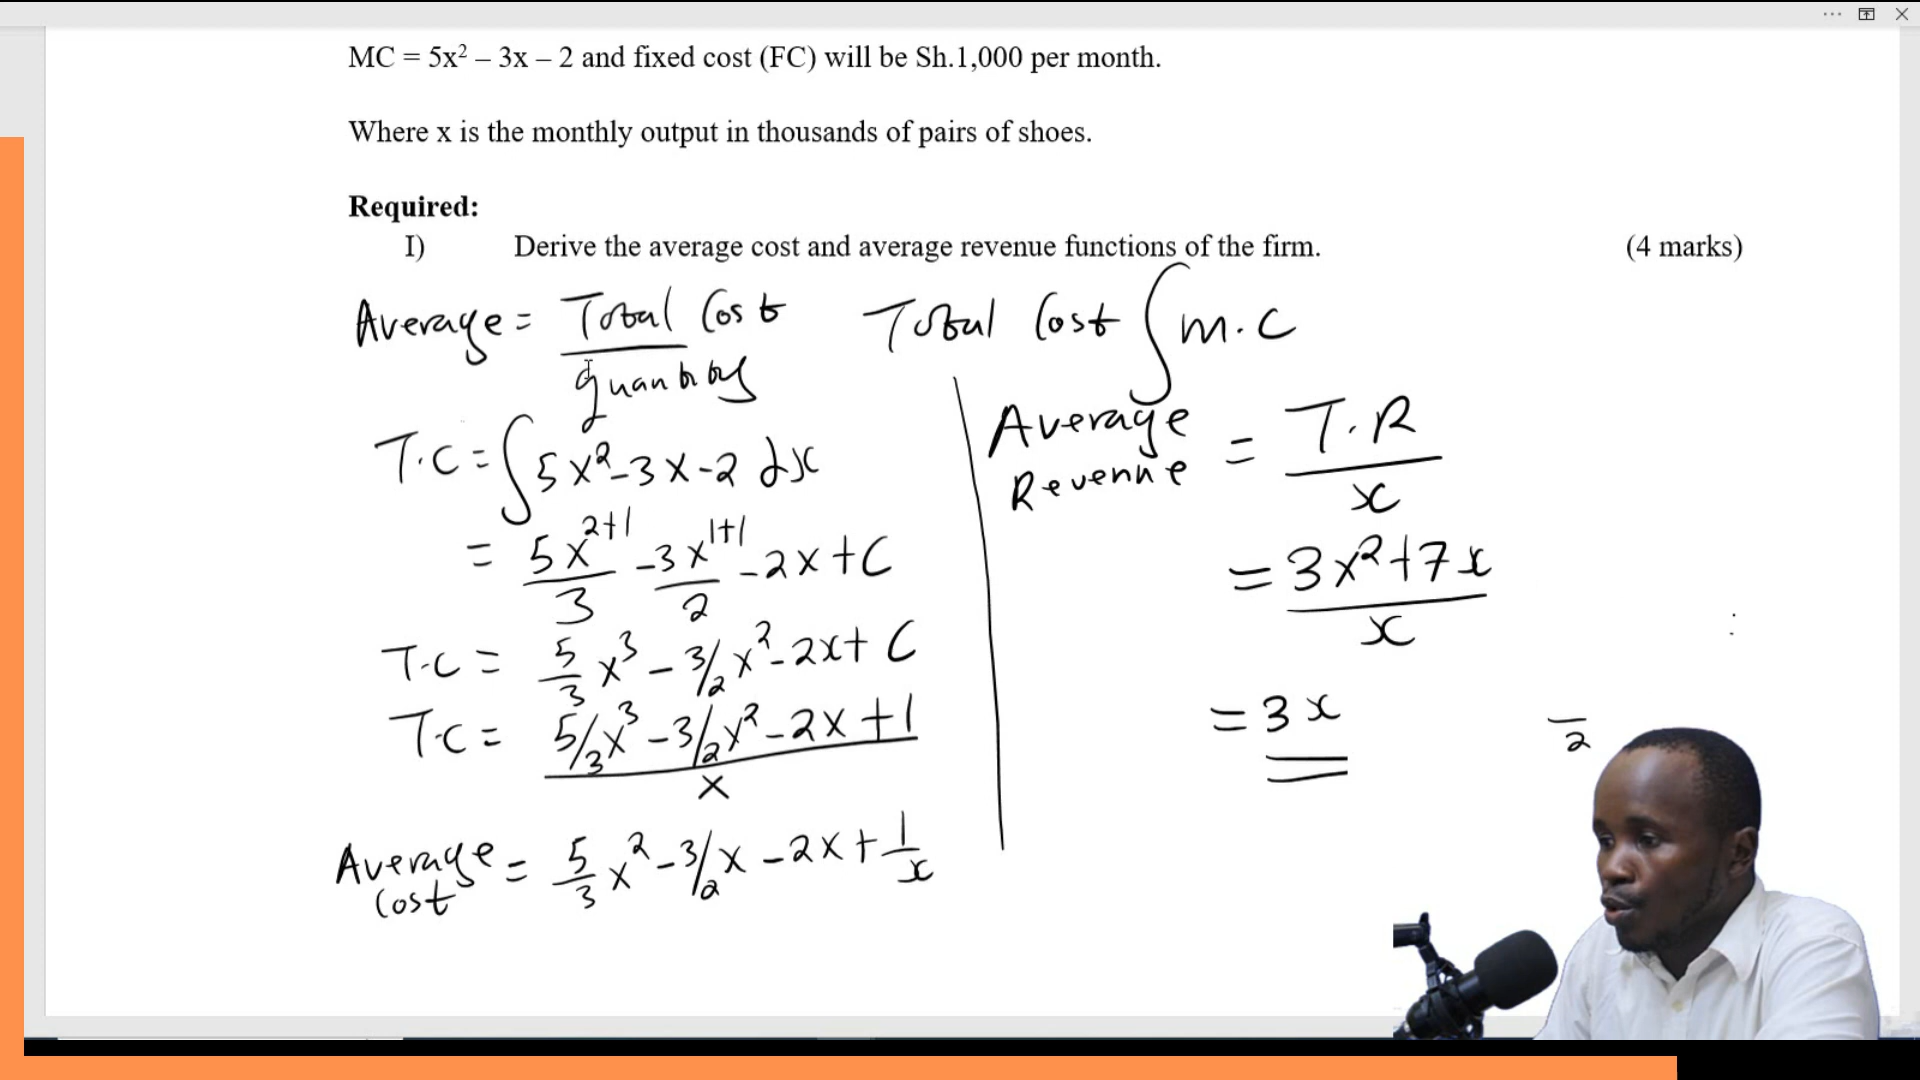 MC = 5x² – 3x – 2 and fixed cost (FC) will be Sh.1,000 per month.
Where x is the monthly output in thousands of pairs of shoes.
Required:
I) Derive the average cost and average revenue functions of the firm. (4 marks)
Average = Total Cost / quantity
Total Cost ∫ m.c
T.C = ∫ 5x² - 3x - 2 dx
= 5x²⁺¹/3 - 3x¹⁺¹/2 - 2x + C
T.C = 5/3 x³ - 3/2 x² - 2x + C
T.C = 5/3 x³ - 3/2 x² - 2x + 1 / x
Average Cost = 5/3 x² - 3/2 x - 2x + 1/x
Average Revenue = T.R / x
= 3x² + 7x / x
= 3x
2